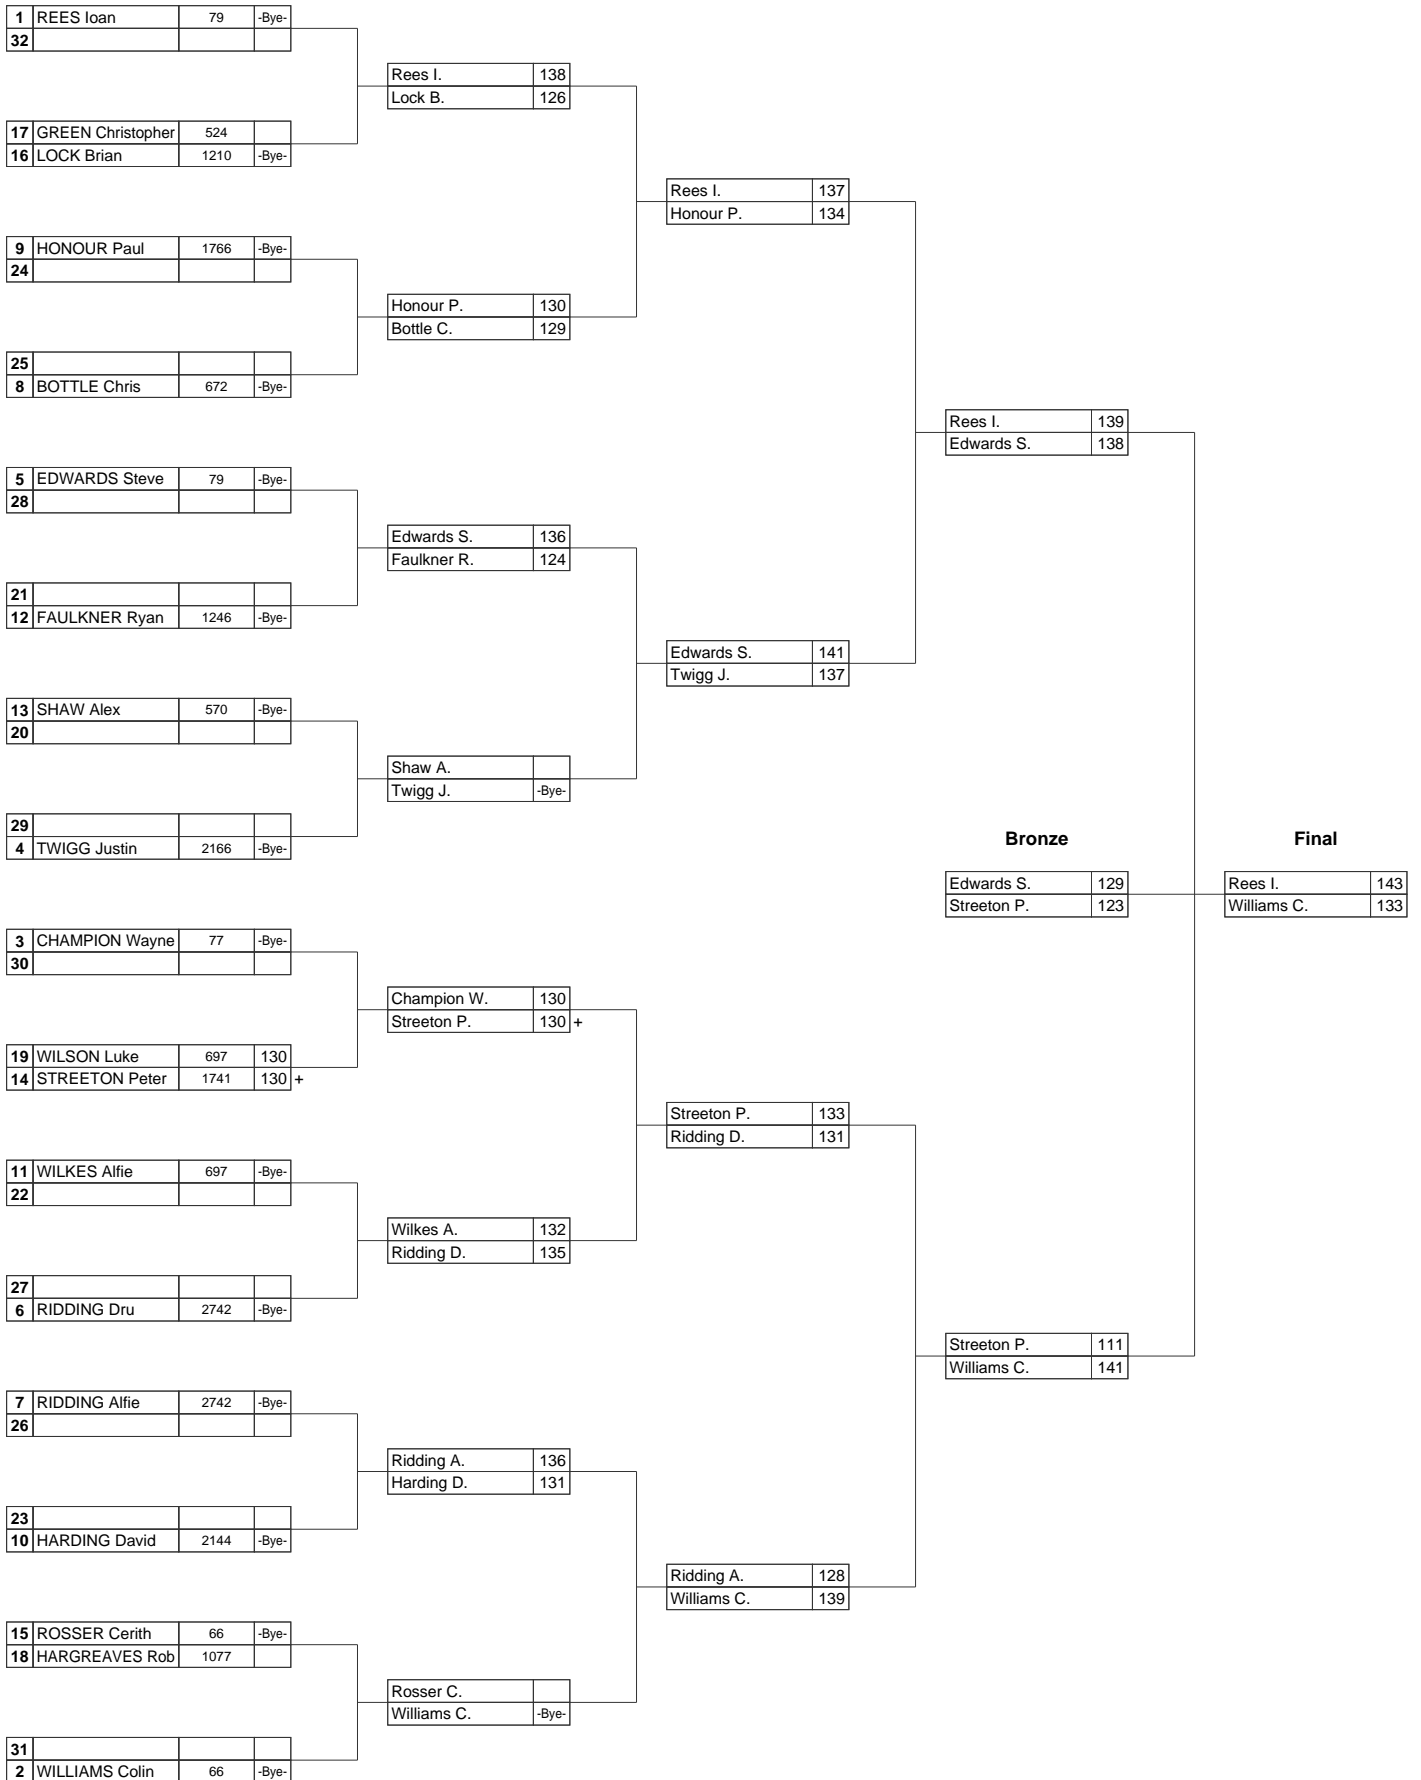 1 REES Ioan 79 -Bye-
32
Rees I. 138
Lock B. 126
17 GREEN Christopher 524
16 LOCK Brian 1210 -Bye-
Rees I. 137
Honour P. 134
9 HONOUR Paul 1766 -Bye-
24
Honour P. 130
Bottle C. 129
25
8 BOTTLE Chris 672 -Bye-
Rees I. 139
Edwards S. 138
5 EDWARDS Steve 79 -Bye-
28
Edwards S. 136
Faulkner R. 124
21
12 FAULKNER Ryan 1246 -Bye-
Edwards S. 141
Twigg J. 137
13 SHAW Alex 570 -Bye-
20
Shaw A.
Twigg J. -Bye-
29
4 TWIGG Justin 2166 -Bye-
Bronze Final
Edwards S. 129 Rees I. 143
Streeton P. 123 Williams C. 133
3 CHAMPION Wayne 77 -Bye-
30
Champion W. 130
Streeton P. 130 +
19 WILSON Luke 697 130
14 STREETON Peter 1741 130 +
Streeton P. 133
Ridding D. 131
11 WILKES Alfie 697 -Bye-
22
Wilkes A. 132
Ridding D. 135
27
6 RIDDING Dru 2742 -Bye-
Streeton P. 111
Williams C. 141
7 RIDDING Alfie 2742 -Bye-
26
Ridding A. 136
Harding D. 131
23
10 HARDING David 2144 -Bye-
Ridding A. 128
Williams C. 139
15 ROSSER Cerith 66 -Bye-
18 HARGREAVES Rob 1077
Rosser C.
Williams C. -Bye-
31
2 WILLIAMS Colin 66 -Bye-